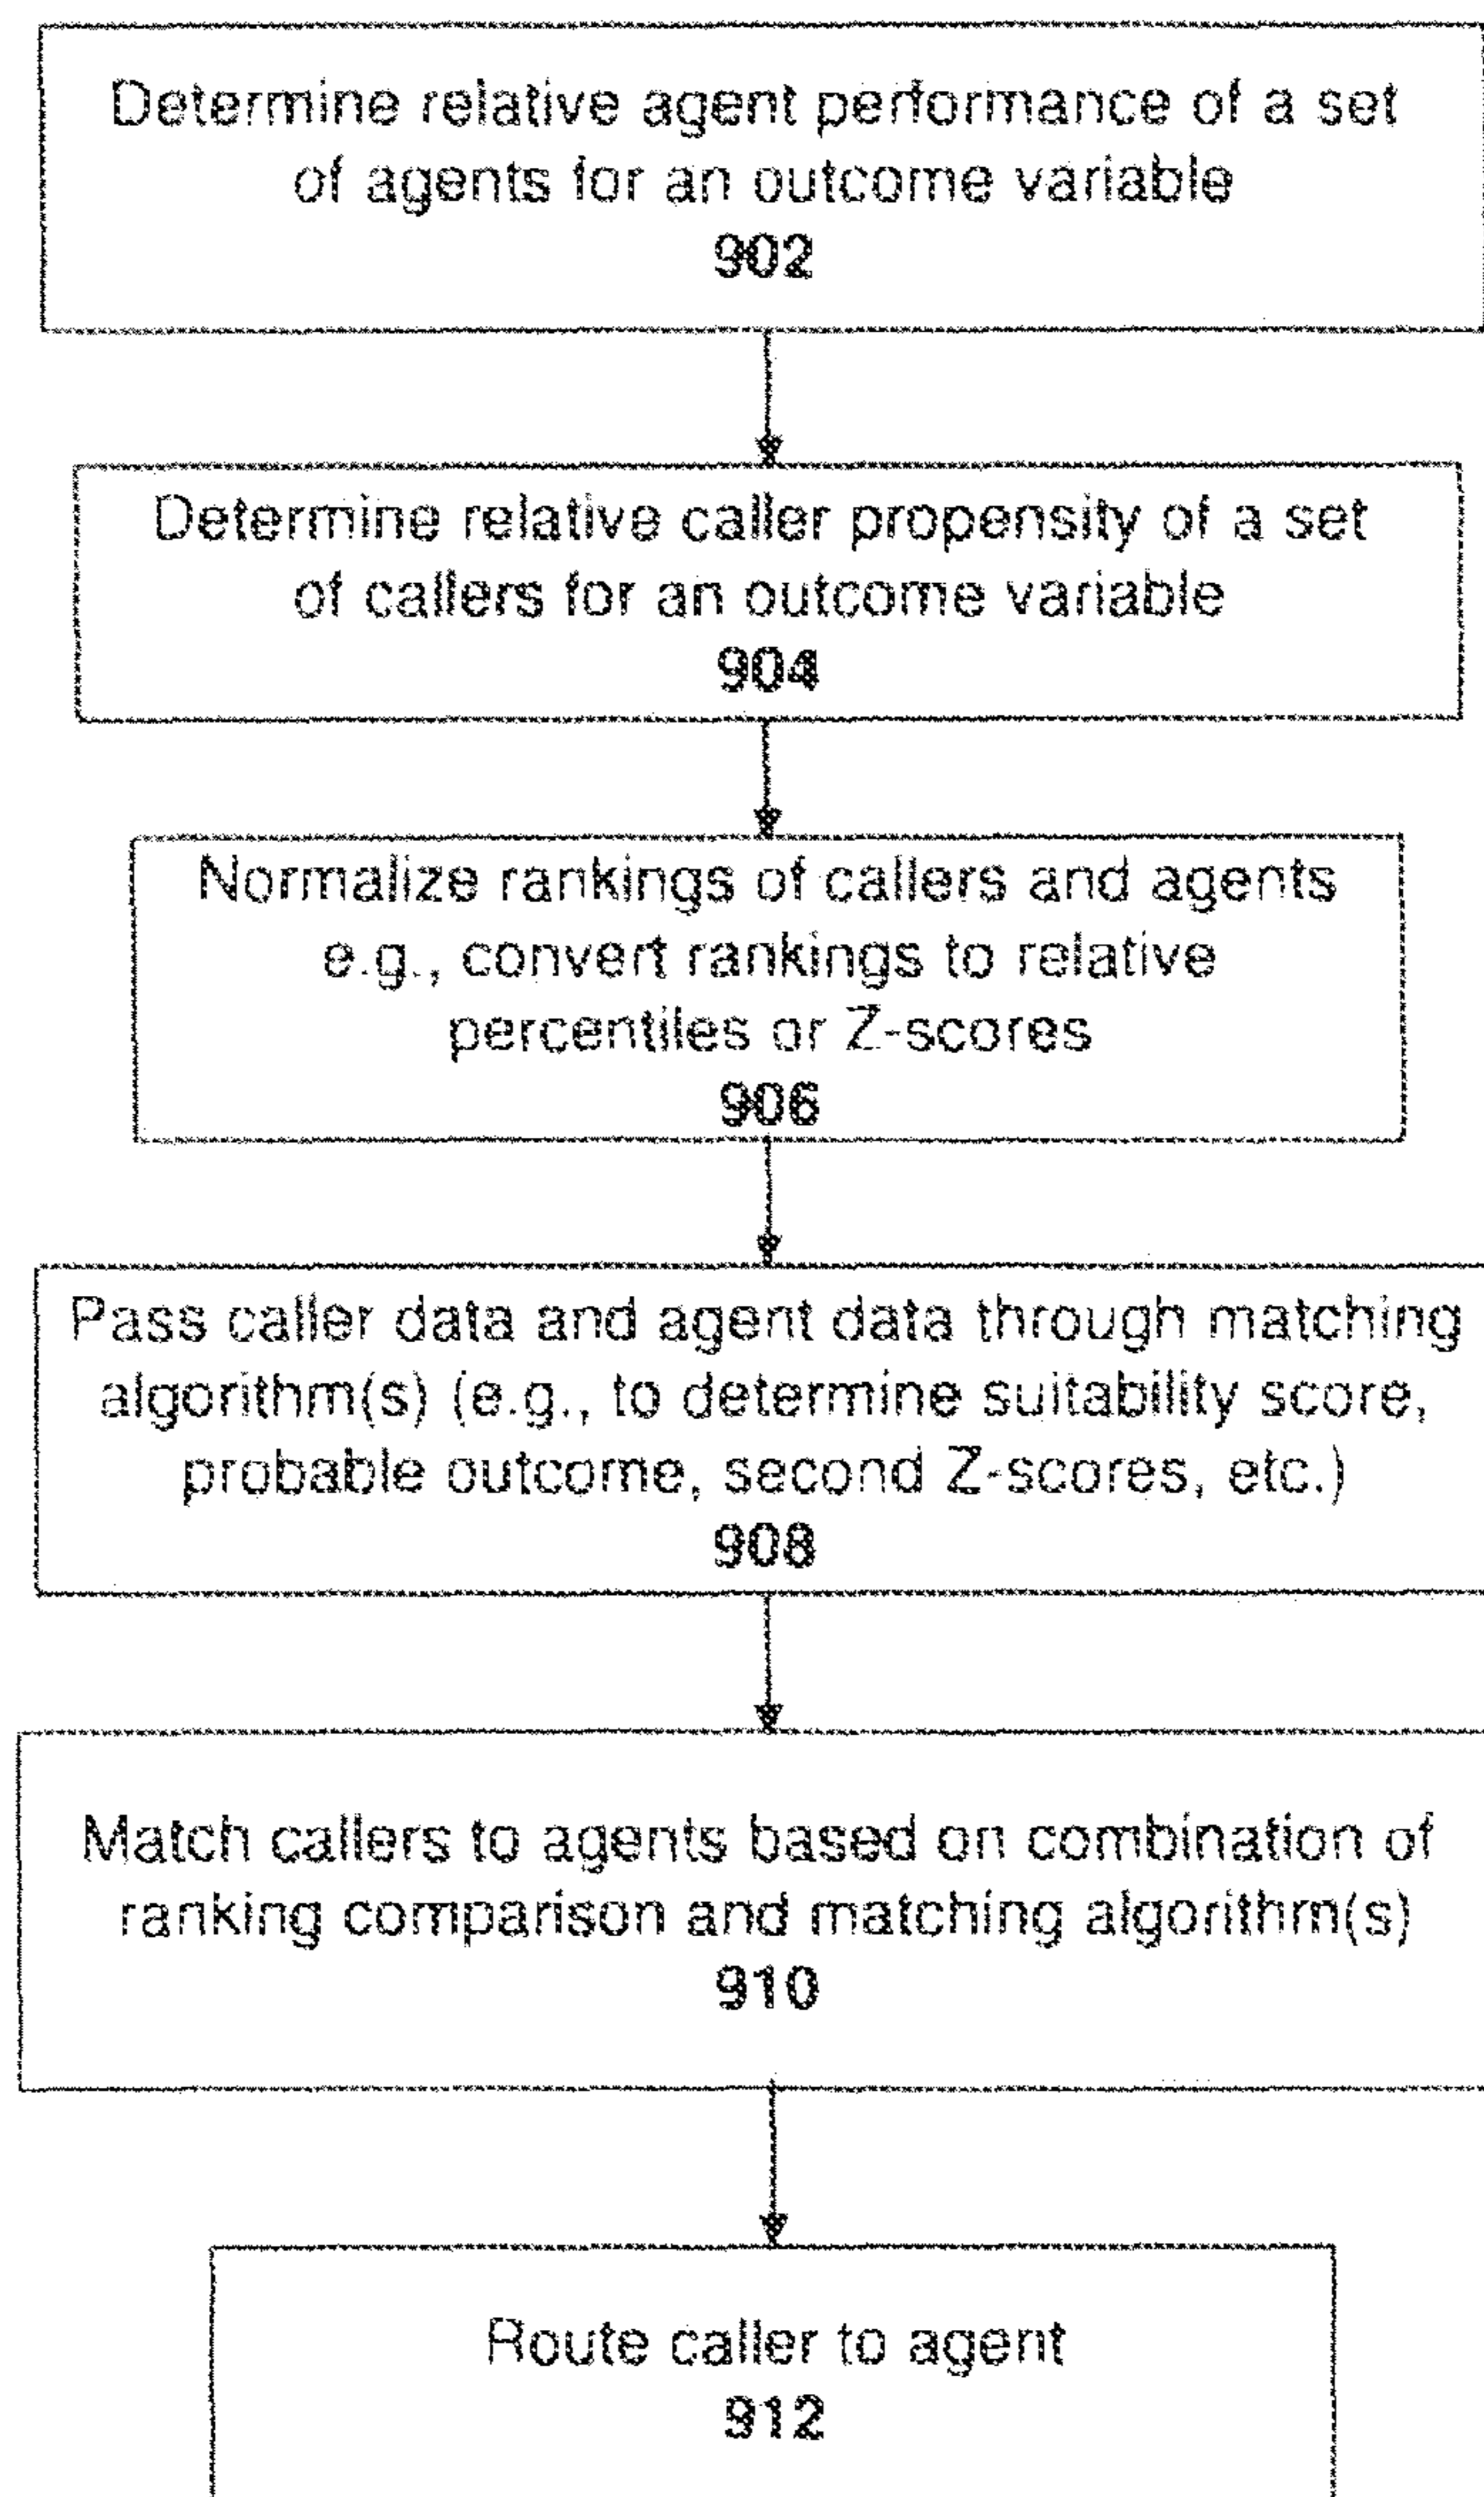 Determine relative agent performance of a set
of agents for an outcome variable
902
Determine relative caller propensity of a set
of callers for an outcome variable
904
Normalize rankings of callers and agents
e.g., convert rankings to relative
percentiles or Z-scores
906
Pass caller data and agent data through matching
algorithm(s) (e.g., to determine suitability score,
probable outcome, second Z-scores, etc.)
908
Match callers to agents based on combination of
ranking comparison and matching algorithm(s)
910
Route caller to agent
912